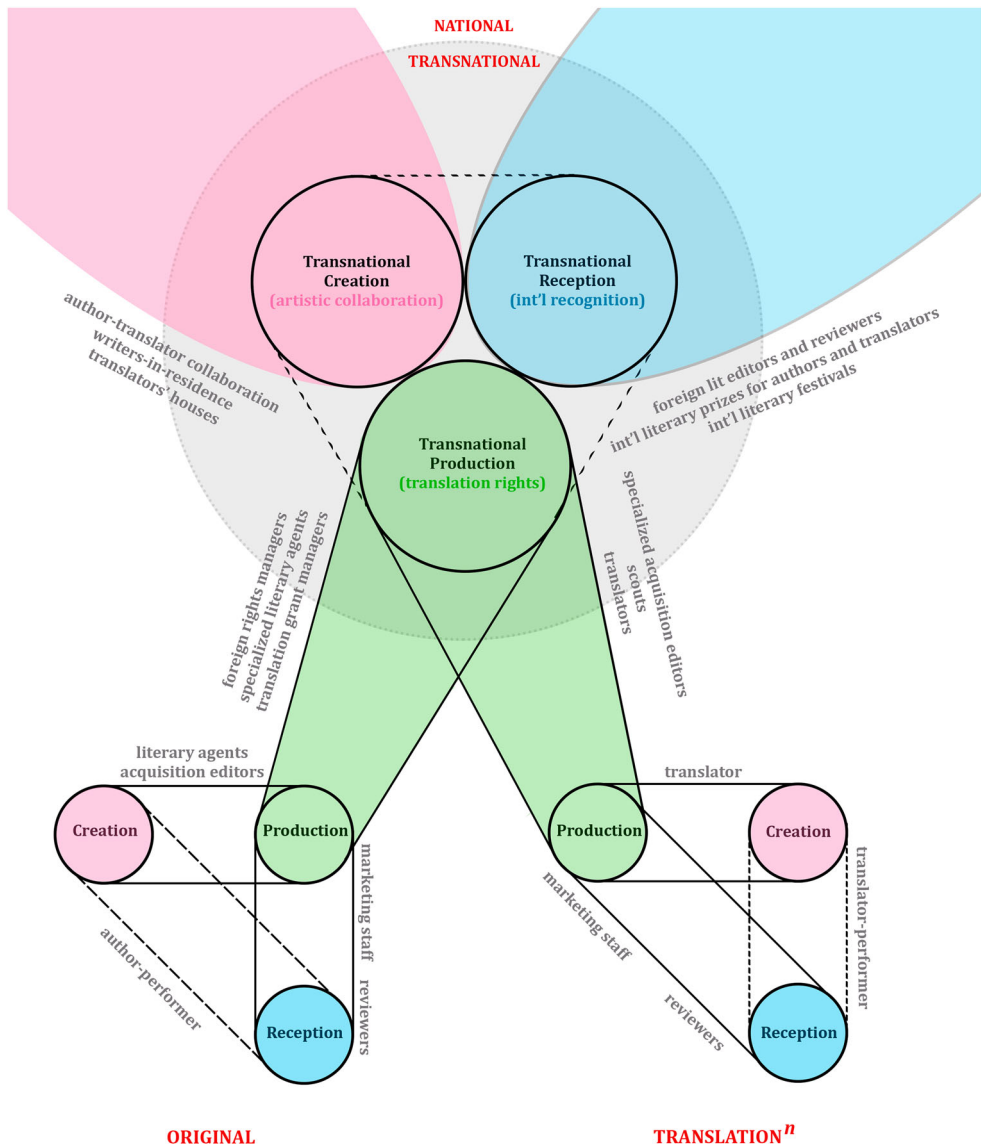 NATIONAL
TRANSNATIONAL
Transnational
Creation
(artistic collaboration)
Transnational
Reception
(int'l recognition)
author-translator collaboration
writers-in-residence
translators' houses
foreign lit editors and reviewers
int'l literary prizes for authors and translators
int'l literary festivals
Transnational
Production
(translation rights)
foreign rights managers
specialized literary agents
translation grant managers
specialized acquisition editors
scouts
translators
literary agents
acquisition editors
translator
Creation
Production
Production
Creation
marketing staff
reviewers
author-performer
marketing staff
reviewers
translator-performer
Reception
Reception
ORIGINAL
TRANSLATIONⁿ